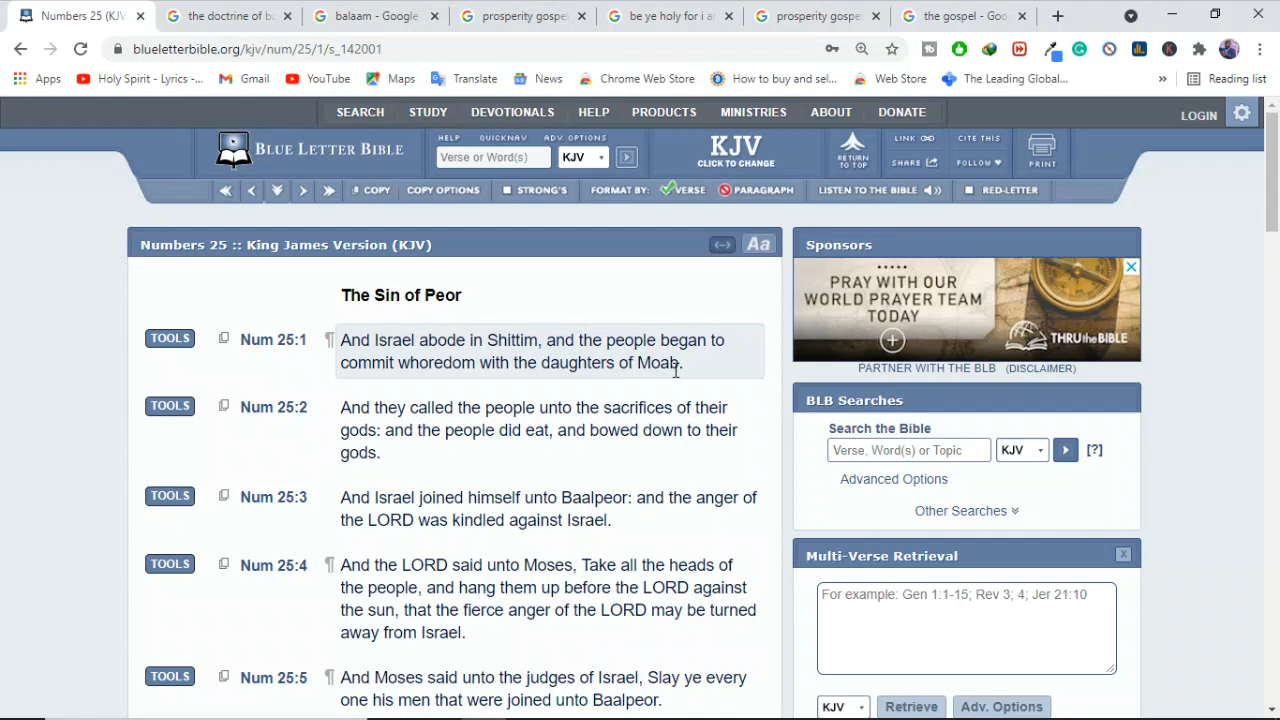 Numbers 25 (KJV
the doctrine of ba
balaam - Google
prosperity gospel
be ye holy for i a
prosperity gospe
the gospel - Goo
blueletterbible.org/kjv/num/25/1/s_142001
Apps
Holy Spirit - Lyrics -...
Gmail
YouTube
Maps
Translate
News
Chrome Web Store
How to buy and sel...
Web Store
The Leading Global...
»
Reading list
SEARCH STUDY DEVOTIONALS HELP PRODUCTS MINISTRIES ABOUT DONATE
LOGIN
BLUE LETTER BIBLE
HELP QUICKNAV ADV. OPTIONS
Verse or Word(s)
KJV
KJV
CLICK TO CHANGE
RETURN
TO TOP
LINK
CITE THIS
SHARE
FOLLOW
PRINT
COPY
COPY OPTIONS
STRONG'S
FORMAT BY:
VERSE
PARAGRAPH
LISTEN TO THE BIBLE
RED-LETTER
Numbers 25 :: King James Version (KJV)
Aa
The Sin of Peor
TOOLS Num 25:1 ¶ And Israel abode in Shittim, and the people began to
commit whoredom with the daughters of Moab.
TOOLS Num 25:2 And they called the people unto the sacrifices of their
gods: and the people did eat, and bowed down to their
gods.
TOOLS Num 25:3 And Israel joined himself unto Baalpeor: and the anger of
the LORD was kindled against Israel.
TOOLS Num 25:4 ¶ And the LORD said unto Moses, Take all the heads of
the people, and hang them up before the LORD against
the sun, that the fierce anger of the LORD may be turned
away from Israel.
TOOLS Num 25:5 ¶ And Moses said unto the judges of Israel, Slay ye every
one his men that were joined unto Baalpeor.
Sponsors
PRAY WITH OUR
WORLD PRAYER TEAM
TODAY
THRU THE BIBLE
PARTNER WITH THE BLB (DISCLAIMER)
BLB Searches
Search the Bible
Verse, Word(s) or Topic
KJV
[?]
Advanced Options
Other Searches
Multi-Verse Retrieval
X
For example: Gen 1:1-15; Rev 3; 4; Jer 21:10
KJV
Retrieve
Adv. Options